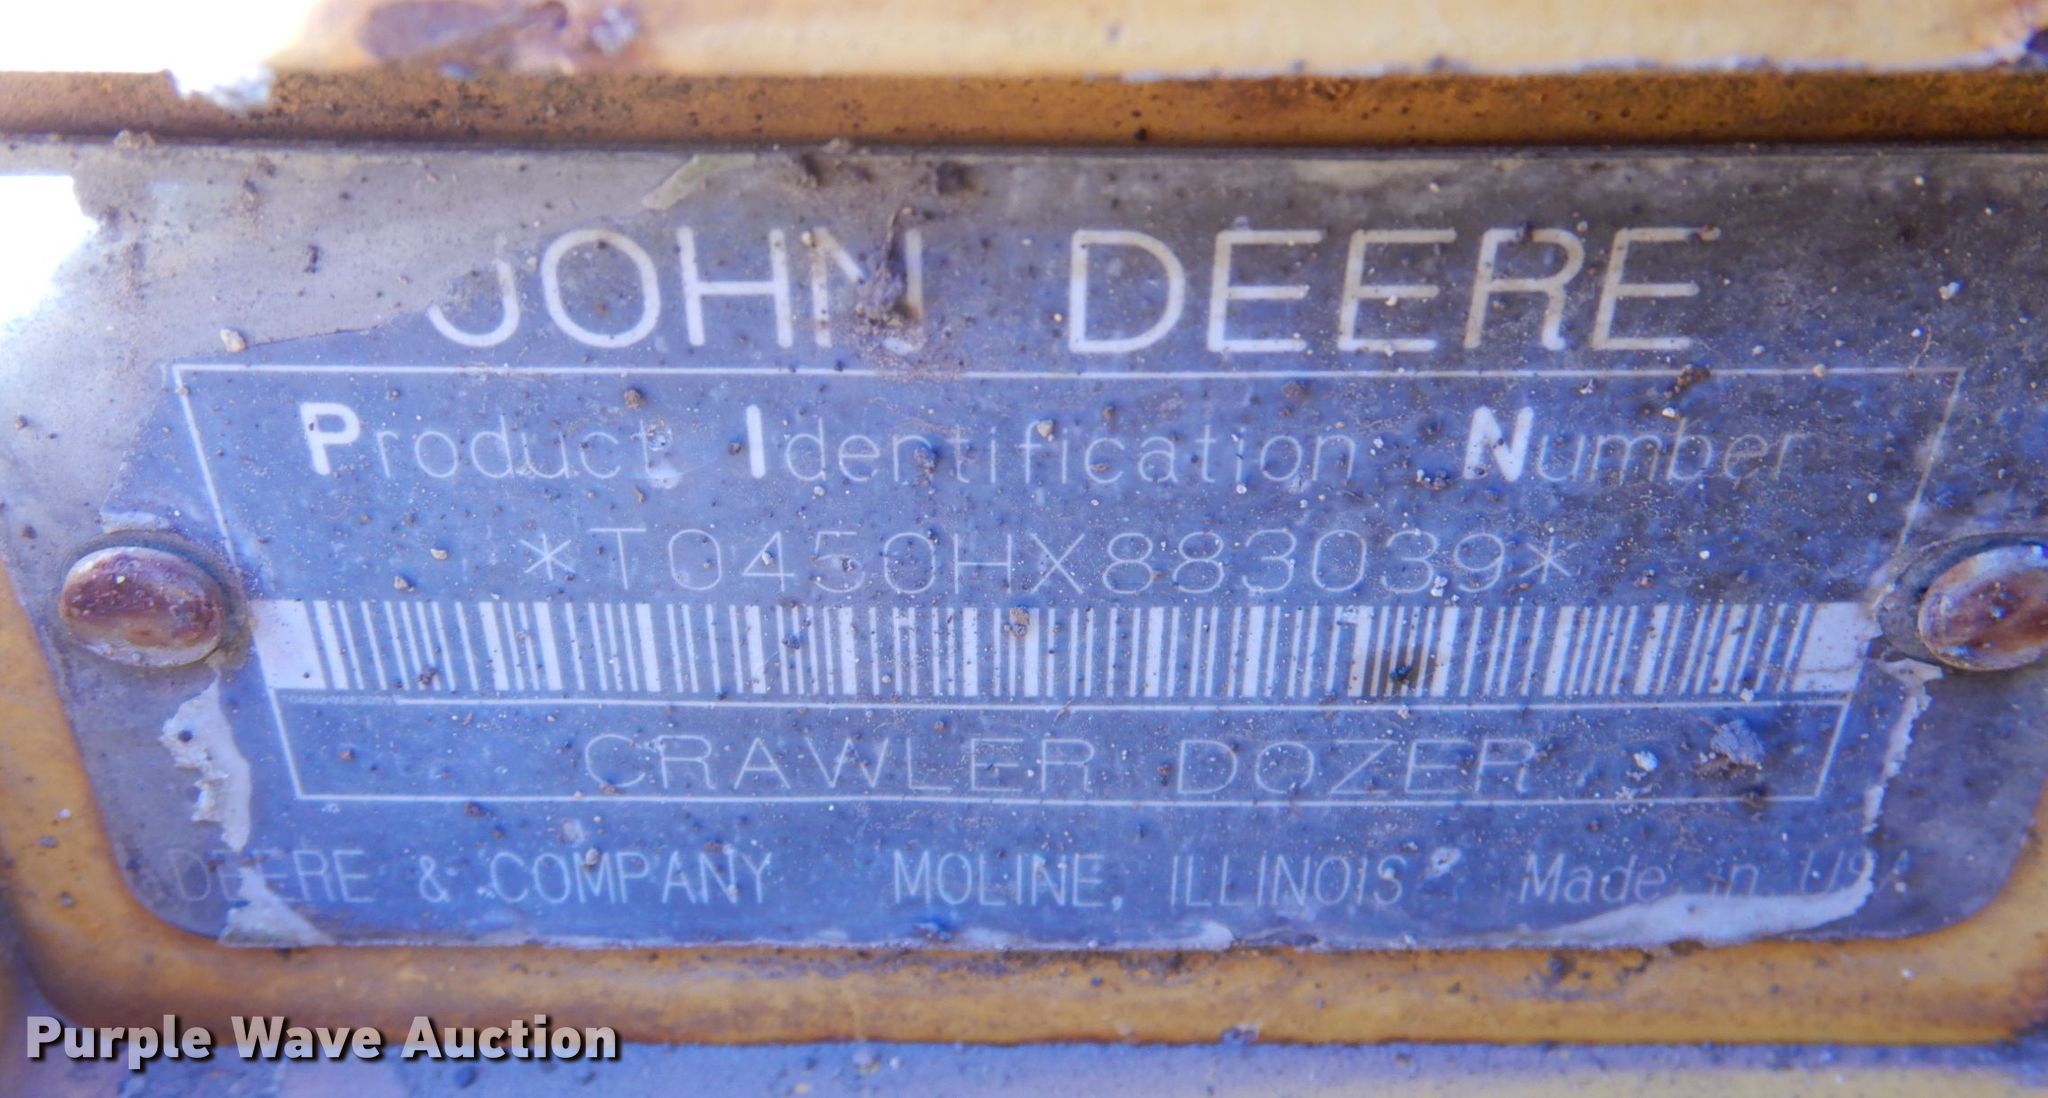 JOHN DEERE
Product Identification Number
*T0450HX883039*
CRAWLER DOZER
DEERE & COMPANY MOLINE, ILLINOIS Made in USA
Purple Wave Auction